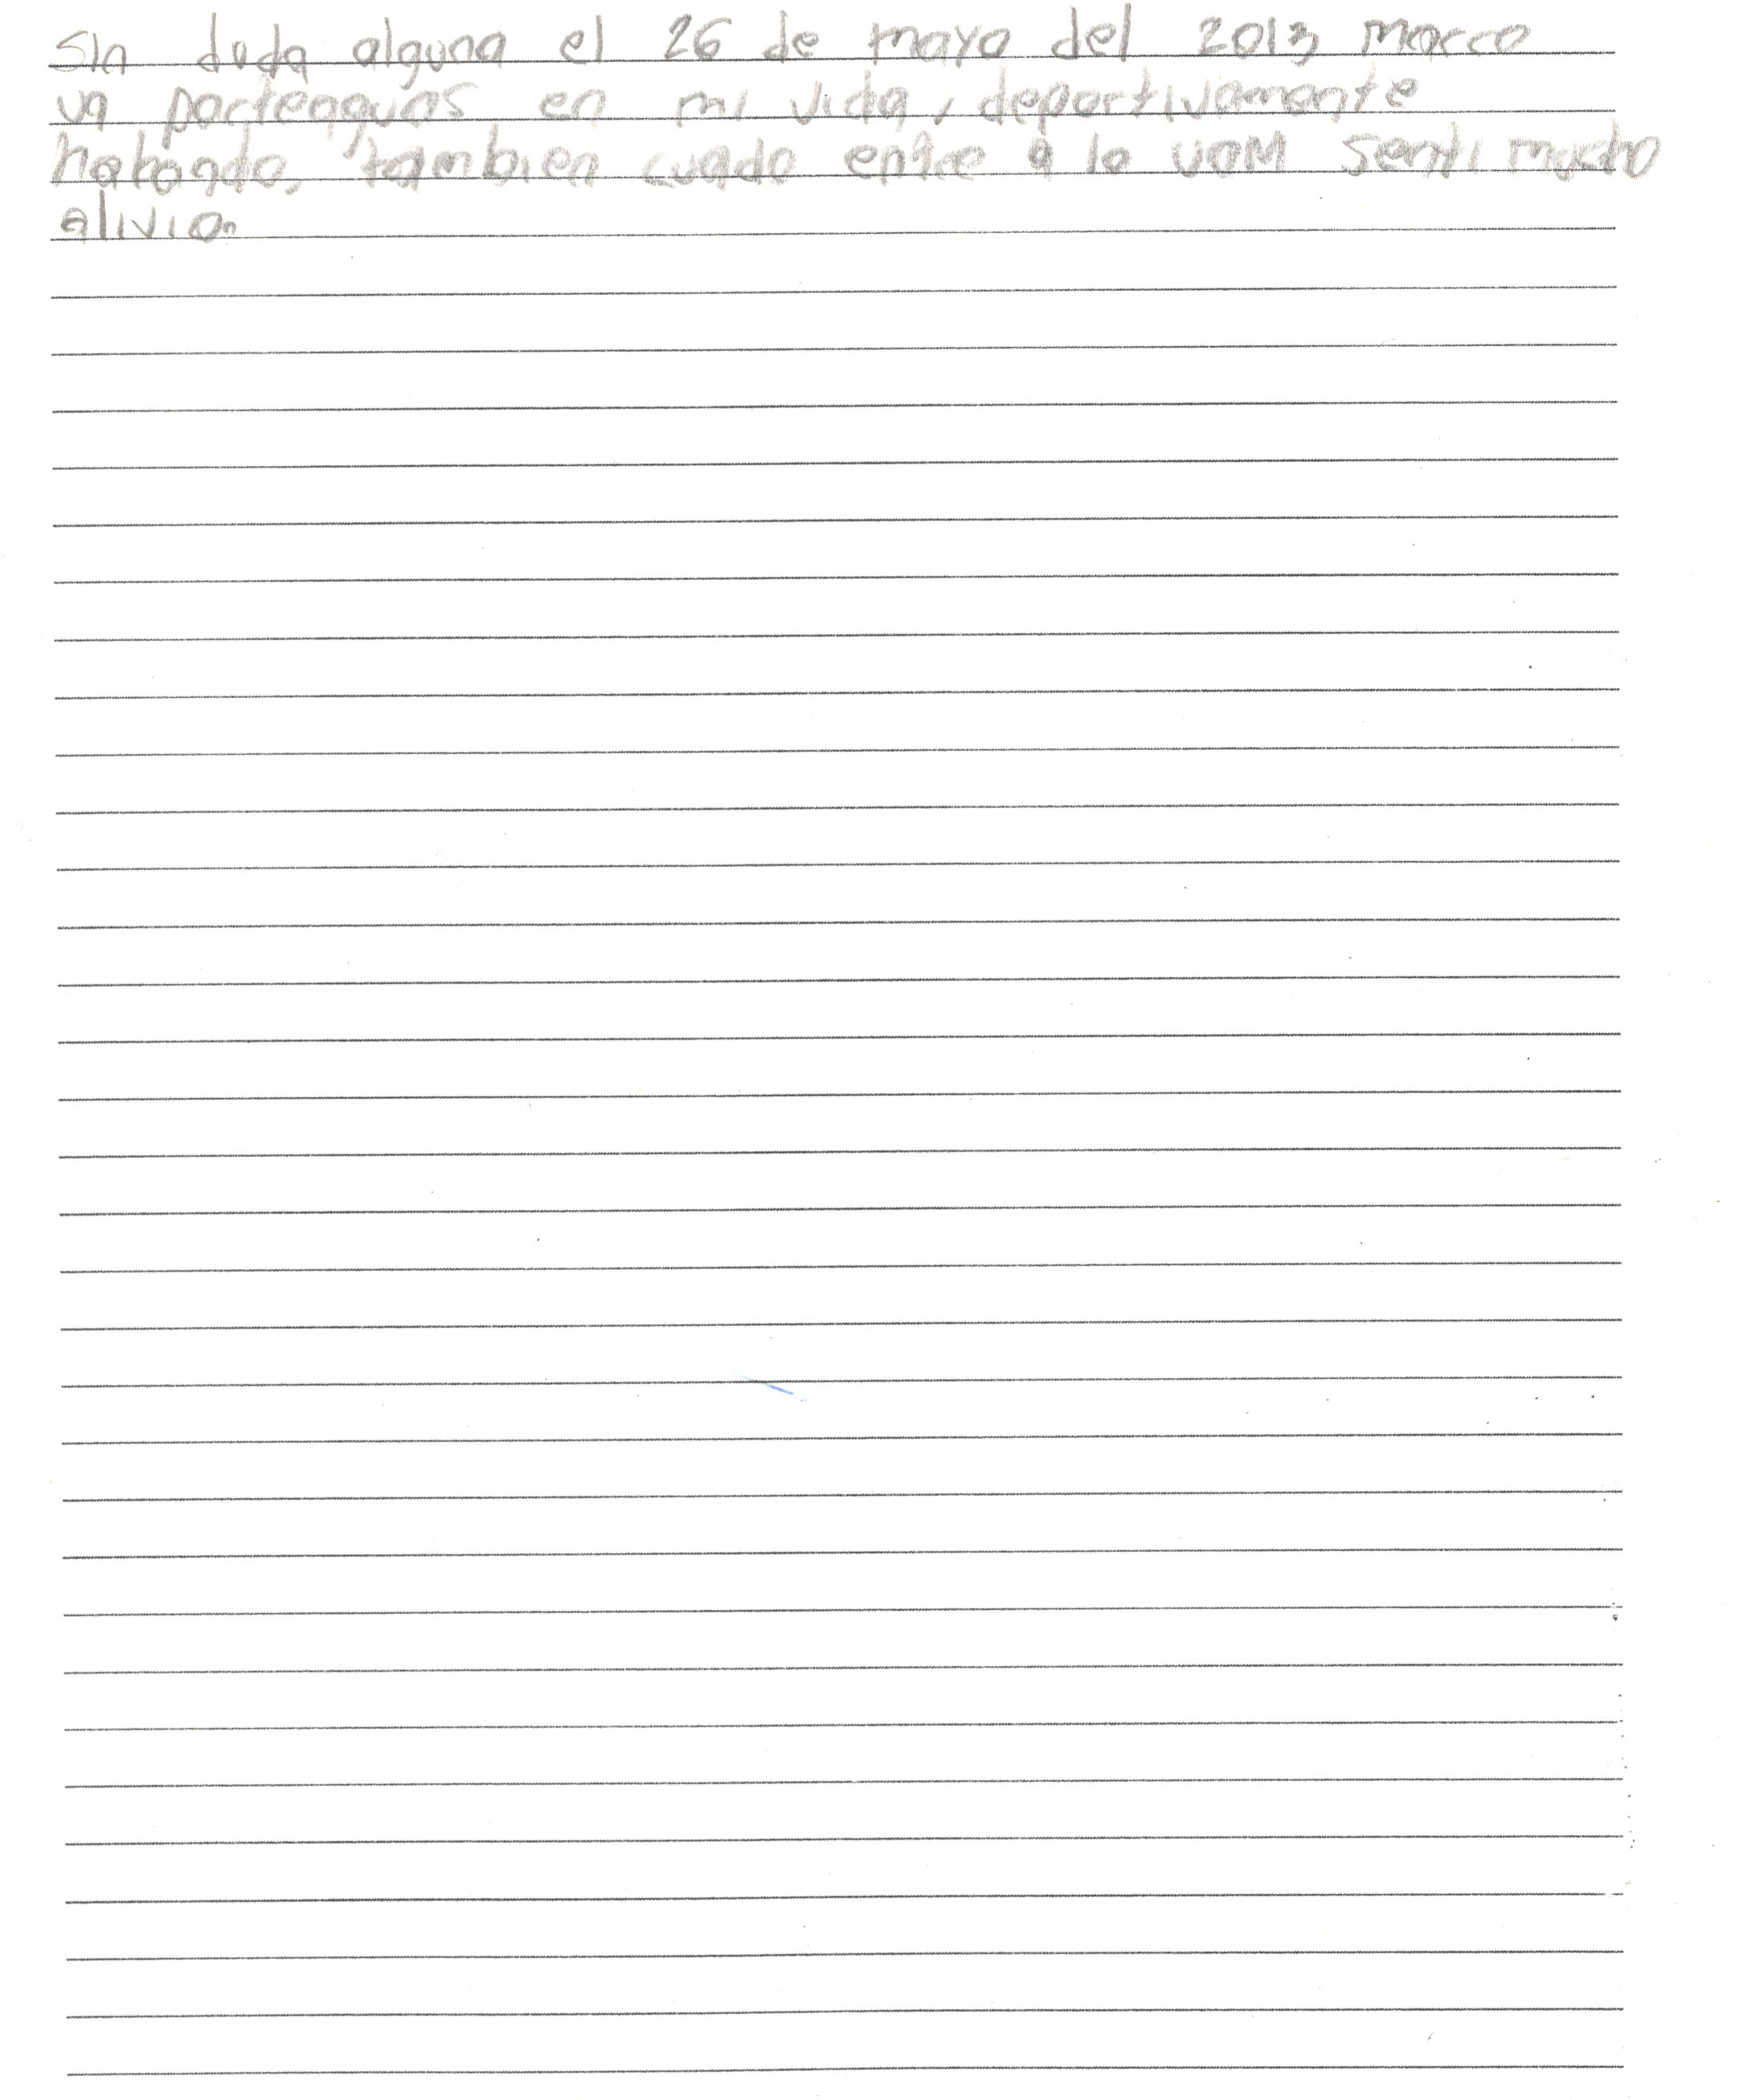 Sin duda alguna el 26 de mayo del 2013 marco
un parteaguas en mi vida, deportivamente
habando, tambien cuado entre a la UAM senti mucho
alivio.